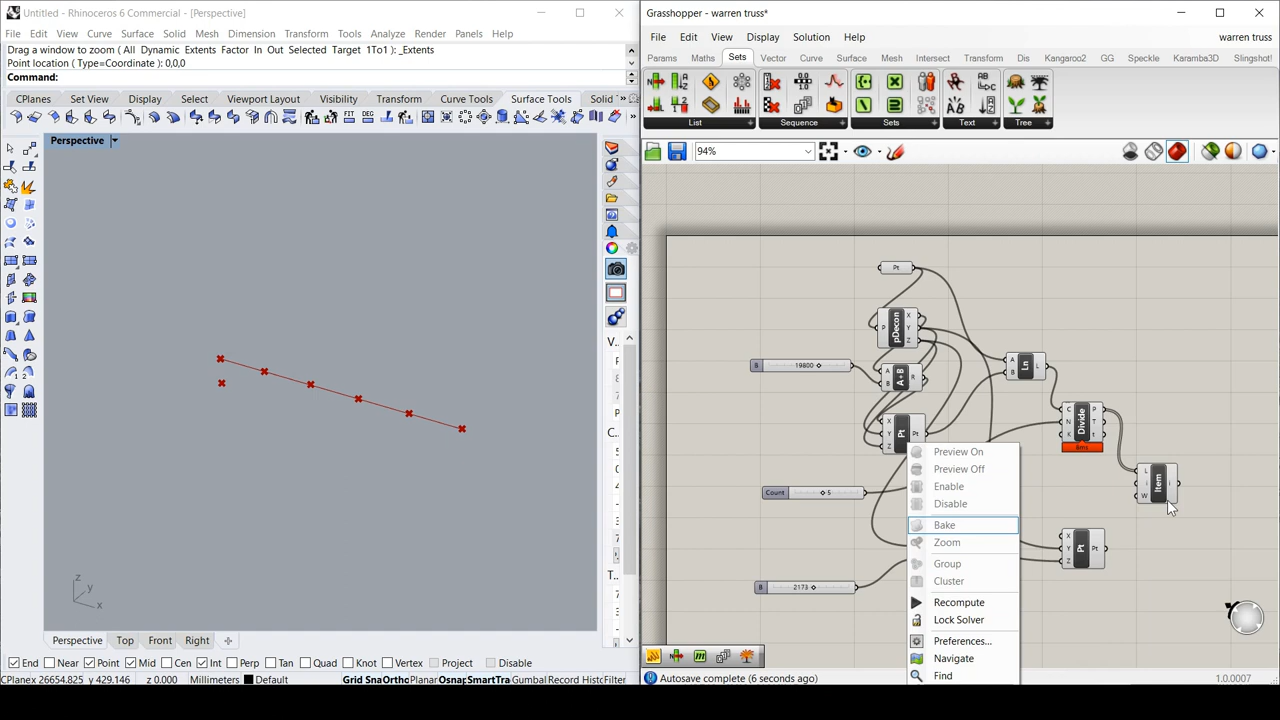 Untitled - Rhinoceros 6 Commercial - [Perspective]
File Edit View Curve Surface Solid Mesh Dimension Transform Tools Analyze Render Panels Help
Drag a window to zoom ( All Dynamic Extents Factor In Out Selected Target 1To1 ): _Extents
Point location ( Type=Coordinate ): 0,0,0
Command:
CPlanes Set View Display Select Viewport Layout Visibility Transform Curve Tools Surface Tools Solid »
Perspective
z
y
x
Perspective Top Front Right
End Near Point Mid Cen Int Perp Tan Quad Knot Vertex Project Disable
CPlane x 26654.825 y 429.146 z 0.000 Millimeters Default Grid Sna Ortho Planar Osnap SmartTra Gumbal Record Histo Filter
Grasshopper - warren truss*
File Edit View Display Solution Help warren truss
Params Maths Sets Vector Curve Surface Mesh Intersect Transform Dis Kangaroo2 GG Speckle Karamba3D Slingshot!
List Sequence Sets Text Tree
94%
Pt
P pDecon X Y Z
B 19800
A B A+B R
X Y Z Pt Pt
A B Ln L
C N K Divide P T t
8ms
L i W Item i
Count 5
X Y Z Pt Pt
B 2173
Preview On
Preview Off
Enable
Disable
Bake
Zoom
Group
Cluster
Recompute
Lock Solver
Preferences...
Navigate
Find
Autosave complete (6 seconds ago)
1.0.0007